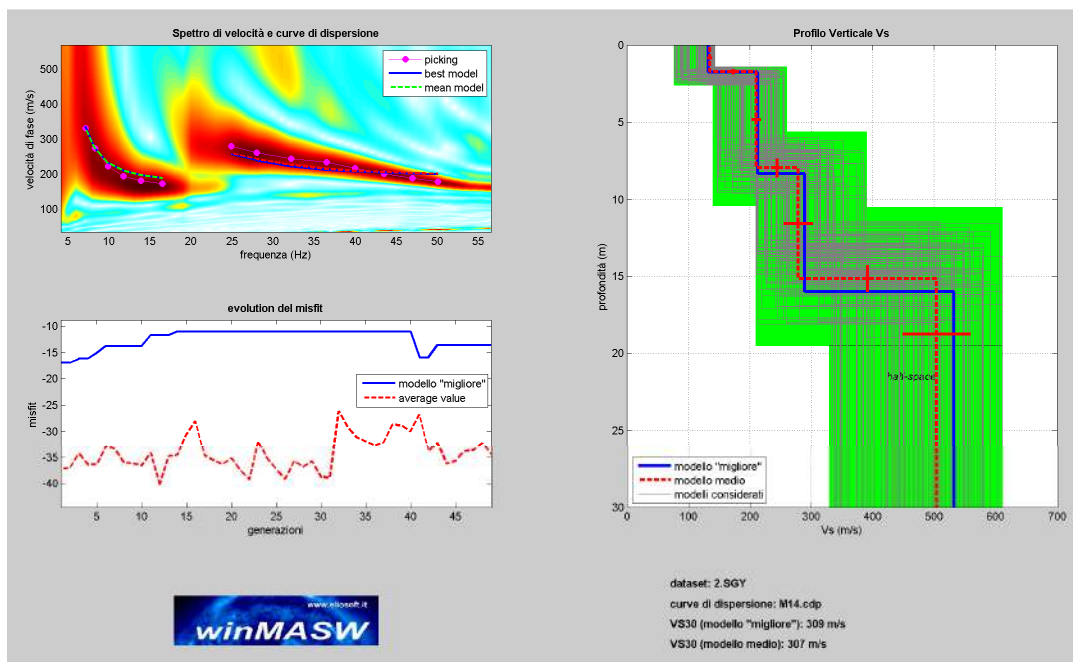 Spettro di velocità e curve di dispersione
picking
best model
mean model
velocità di fase (m/s)
500
400
300
200
100
5 10 15 20 25 30 35 40 45 50 55
frequenza (Hz)
evolution del misfit
modello "migliore"
average value
misfit
-10
-15
-20
-25
-30
-35
-40
5 10 15 20 25 30 35 40 45
generazioni
www.eliosoft.it
winMASW
Profilo Verticale Vs
profondità (m)
0
5
10
15
20
25
30
half-space
modello "migliore"
modello medio
modelli considerati
0 100 200 300 400 500 600 700
Vs (m/s)
dataset: 2.SGY
curve di dispersione: M14.cdp
VS30 (modello "migliore"): 309 m/s
VS30 (modello medio): 307 m/s